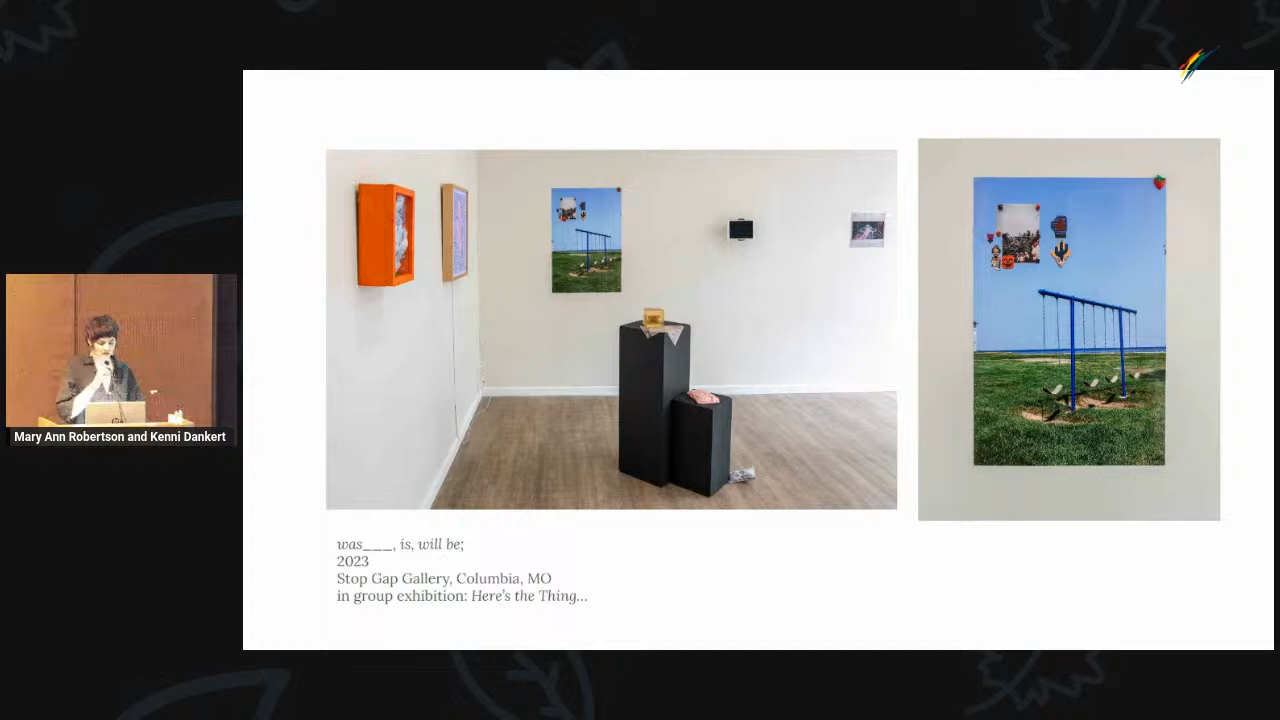 Mary Ann Robertson and Kenni Dankert
was___, is, will be;
2023
Stop Gap Gallery, Columbia, MO
in group exhibition: Here's the Thing...